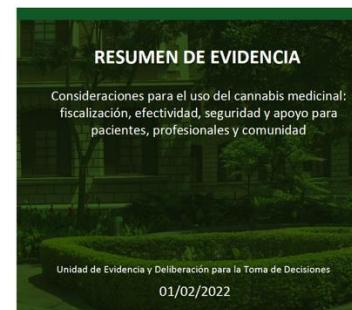 RESUMEN DE EVIDENCIA
Consideraciones para el uso del cannabis medicinal:
fiscalización, efectividad, seguridad y apoyo para
pacientes, profesionales y comunidad
Unidad de Evidencia y Deliberación para la Toma de Decisiones
01/02/2022